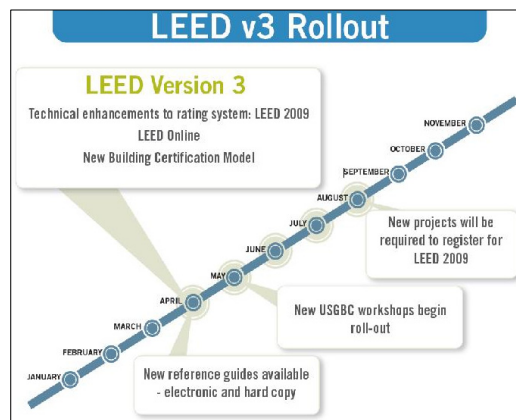 LEED v3 Rollout
LEED Version 3
Technical enhancements to rating system: LEED 2009
LEED Online
New Building Certification Model
NOVEMBER
OCTOBER
SEPTEMBER
AUGUST
JULY
JUNE
MAY
APRIL
MARCH
FEBRUARY
JANUARY
New projects will be
required to register for
LEED 2009
New USGBC workshops begin
roll-out
New reference guides available
- electronic and hard copy